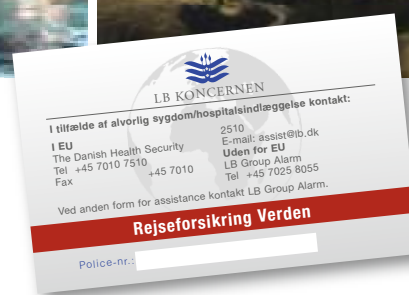 LB KONCERNEN
I tilfælde af alvorlig sygdom/hospitalsindlæggelse kontakt:
I EU
The Danish Health Security
Tel +45 7010 7510
Fax +45 7010
2510
E-mail: assist@lb.dk
Uden for EU
LB Group Alarm
Tel +45 7025 8055
Ved anden form for assistance kontakt LB Group Alarm.
Rejseforsikring Verden
Police-nr.: